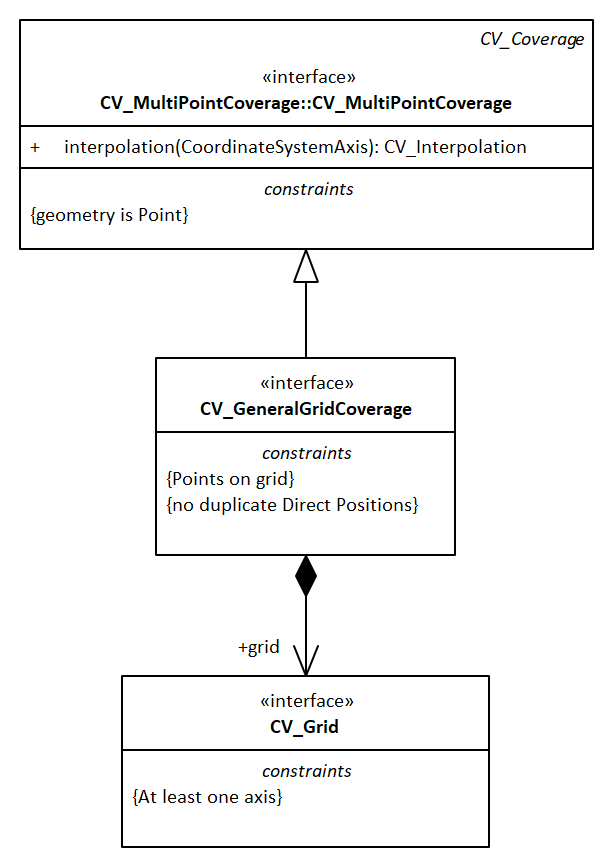 CV_Coverage
«interface»
CV_MultiPointCoverage::CV_MultiPointCoverage
+ interpolation(CoordinateSystemAxis): CV_Interpolation
constraints
{geometry is Point}
«interface»
CV_GeneralGridCoverage
constraints
{Points on grid}
{no duplicate Direct Positions}
+grid
«interface»
CV_Grid
constraints
{At least one axis}